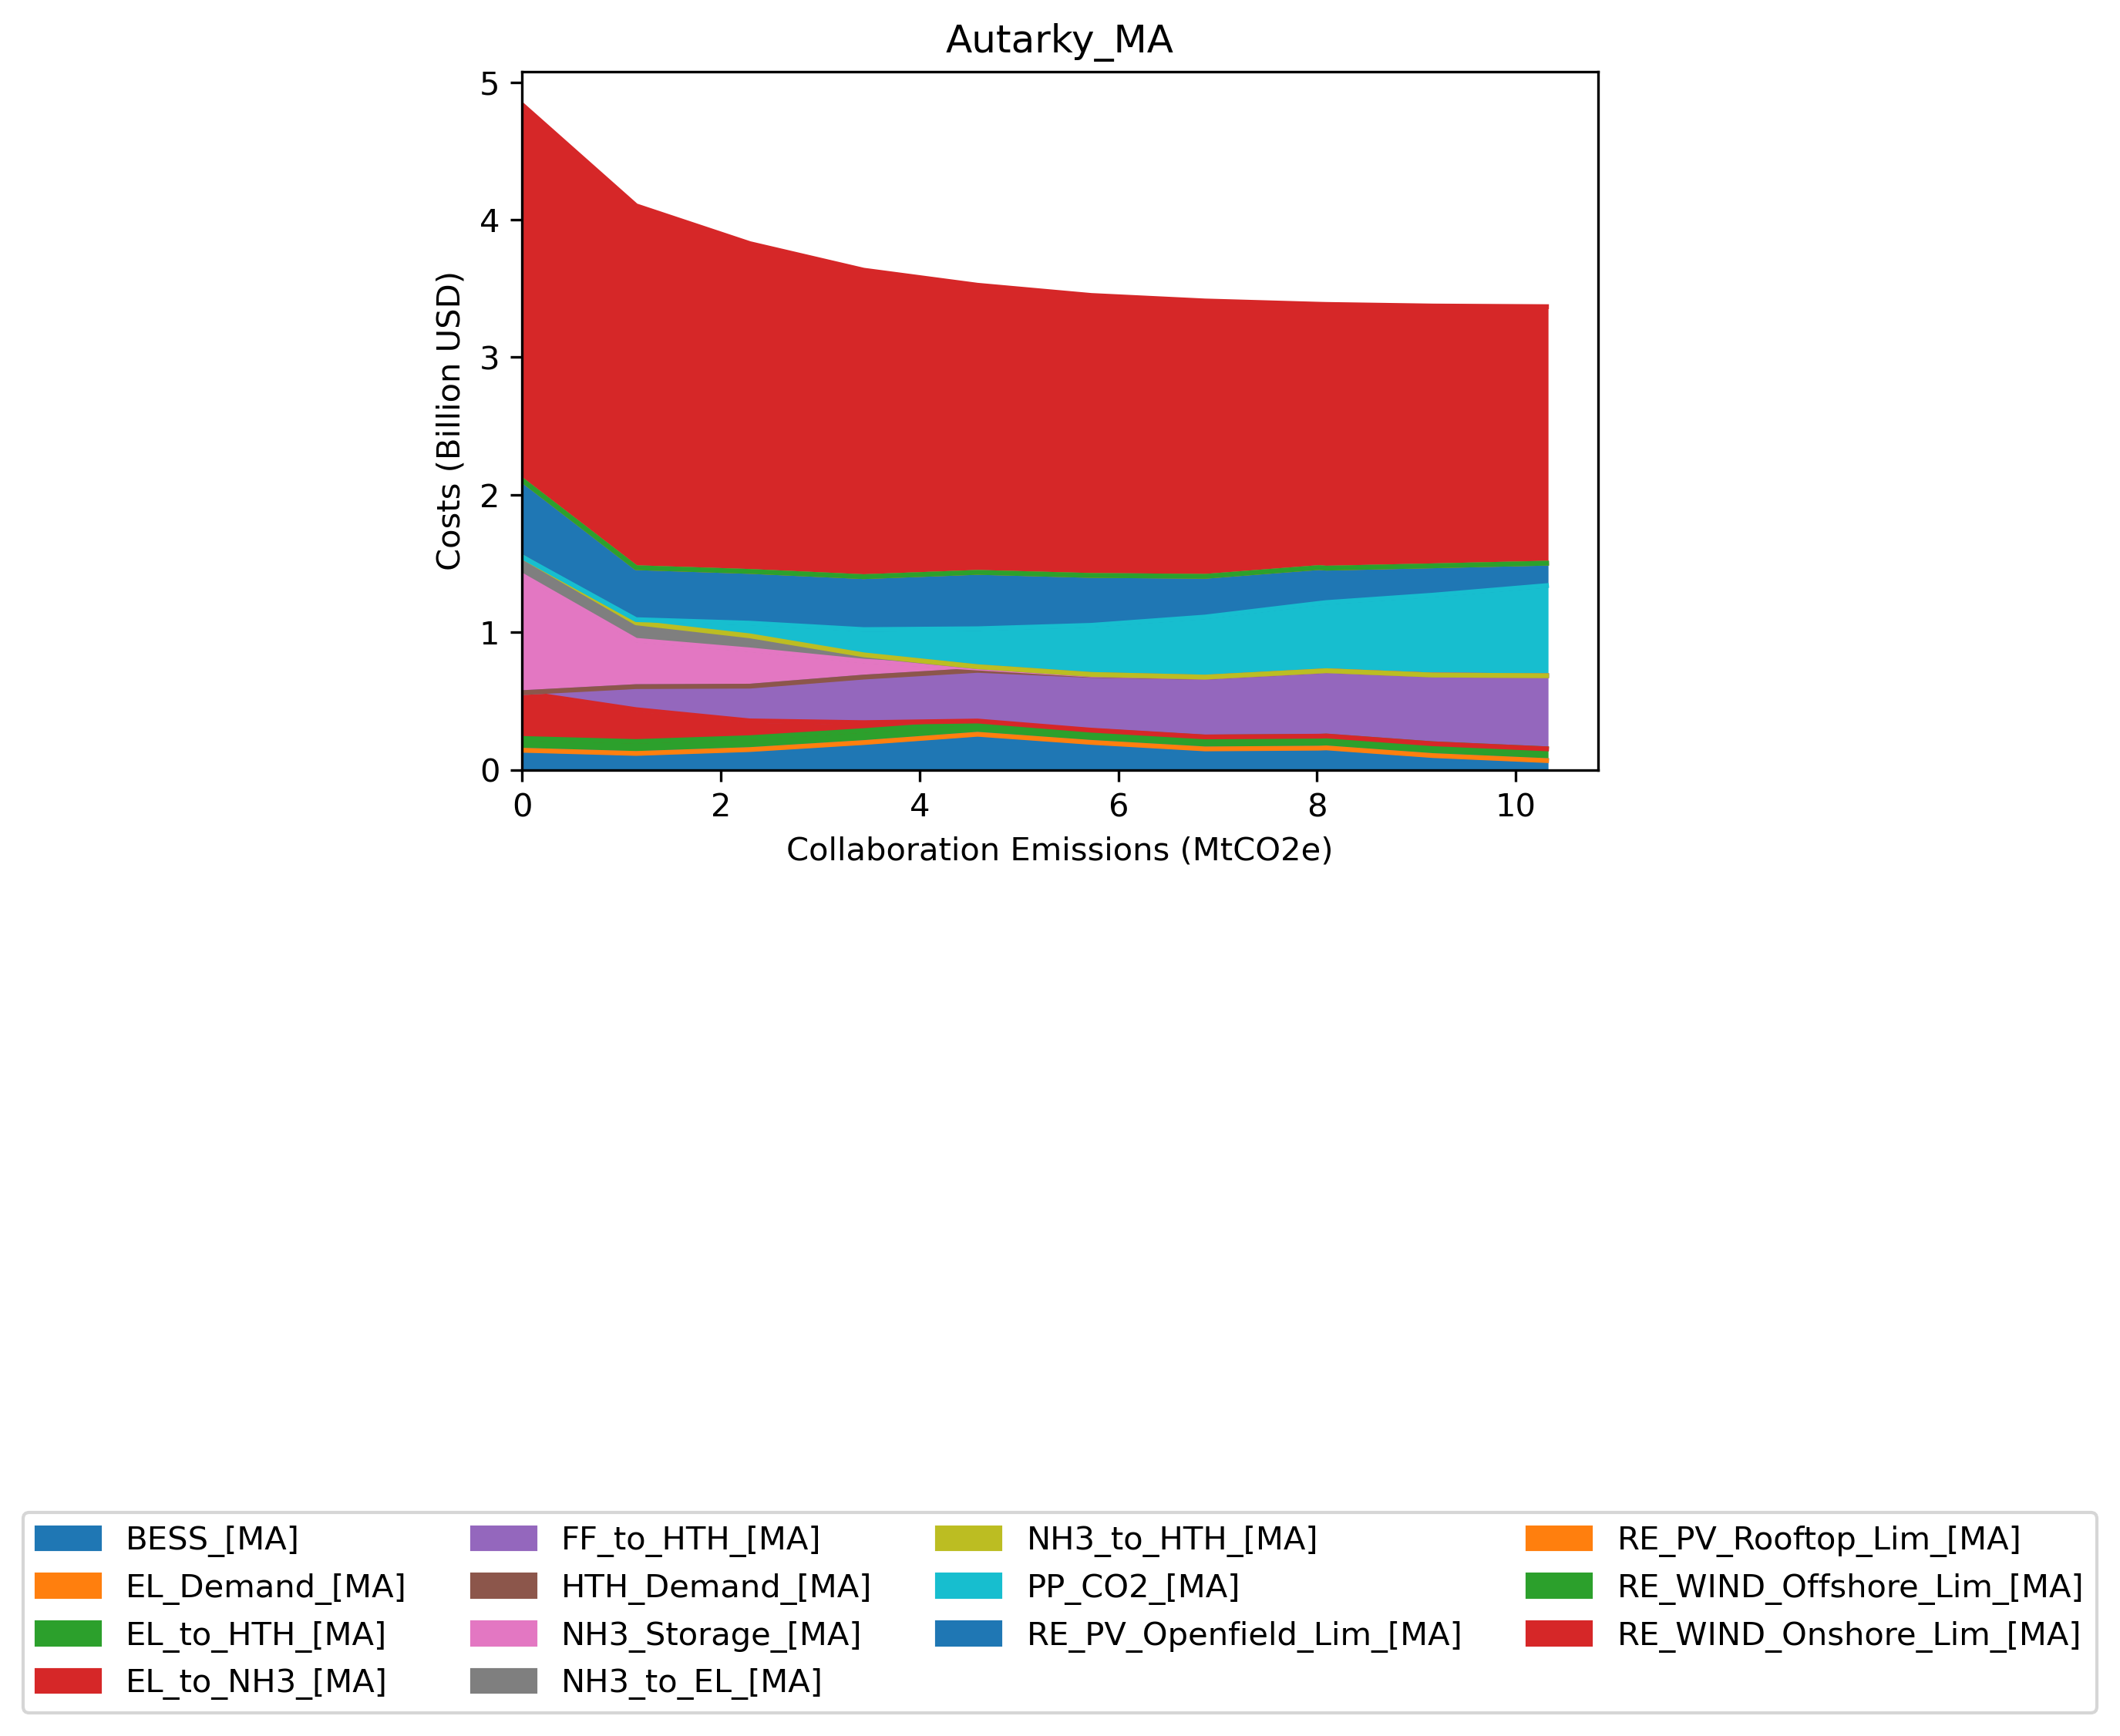 Autarky_MA
Costs (Billion USD)
5
4
3
2
1
0
0 2 4 6 8 10
Collaboration Emissions (MtCO2e)
BESS_[MA]
EL_Demand_[MA]
EL_to_HTH_[MA]
EL_to_NH3_[MA]
FF_to_HTH_[MA]
HTH_Demand_[MA]
NH3_Storage_[MA]
NH3_to_EL_[MA]
NH3_to_HTH_[MA]
PP_CO2_[MA]
RE_PV_Openfield_Lim_[MA]
RE_PV_Rooftop_Lim_[MA]
RE_WIND_Offshore_Lim_[MA]
RE_WIND_Onshore_Lim_[MA]